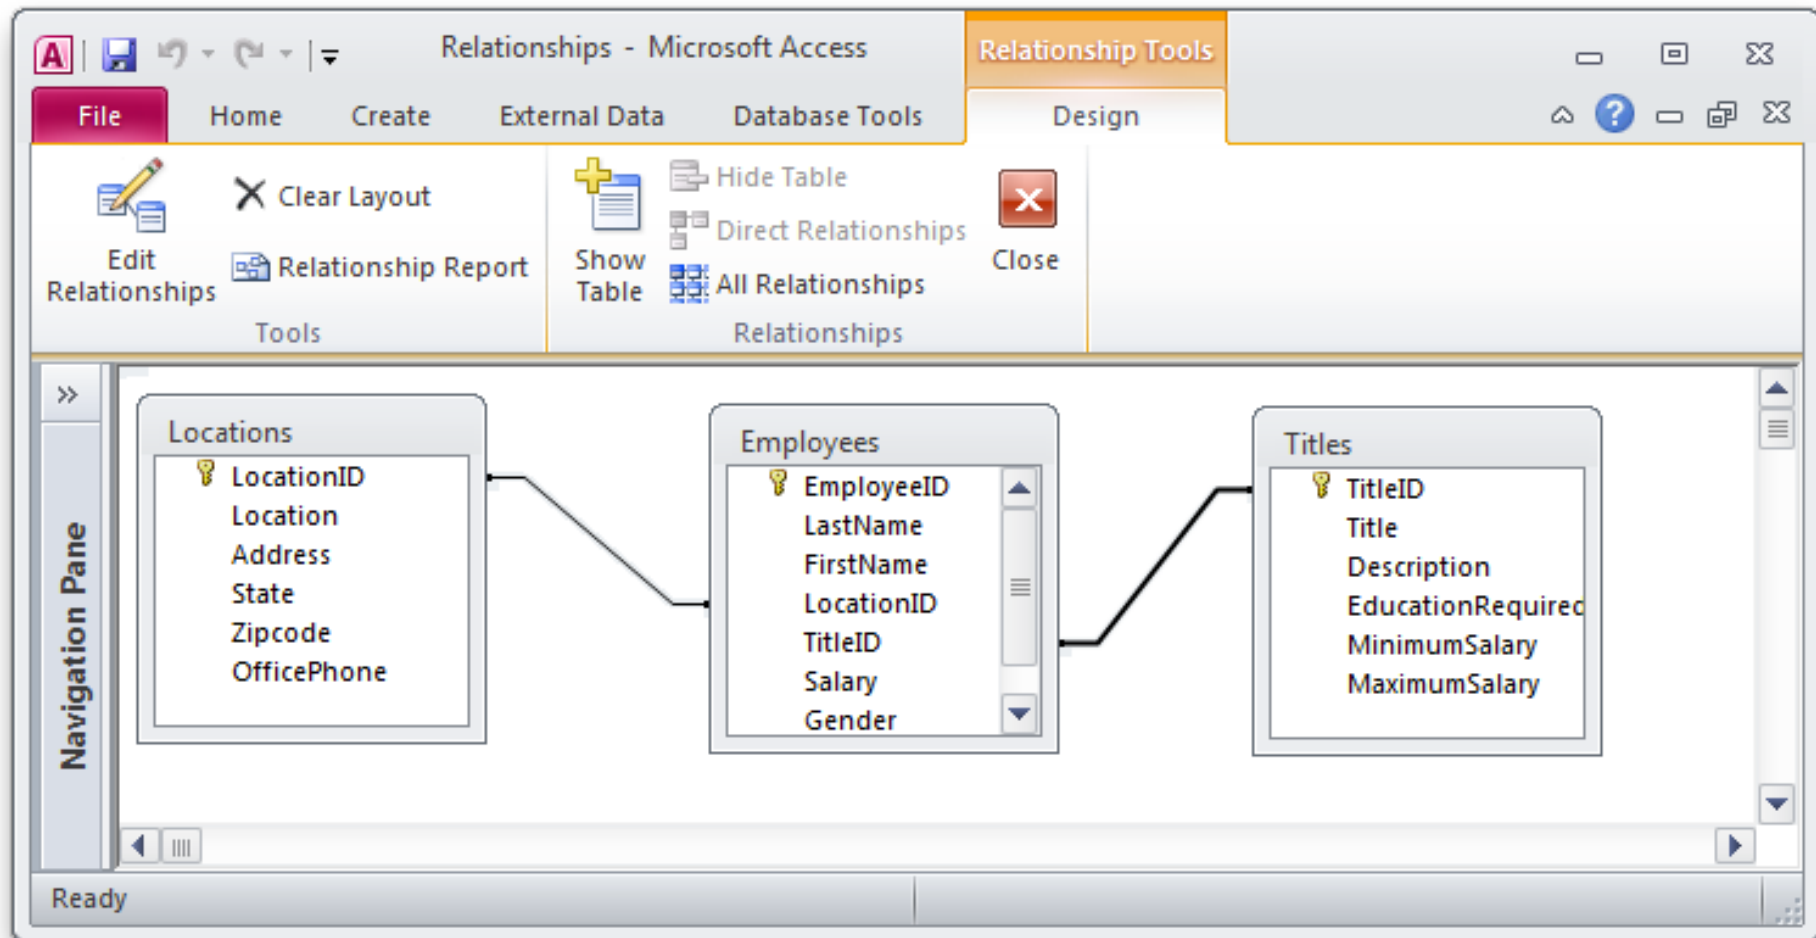 Relationships - Microsoft Access
Relationship Tools
File
Home
Create
External Data
Database Tools
Design
Edit
Relationships
Clear Layout
Relationship Report
Tools
Show
Table
Hide Table
Direct Relationships
All Relationships
Relationships
Close
Navigation Pane
Locations
LocationID
Location
Address
State
Zipcode
OfficePhone
Employees
EmployeeID
LastName
FirstName
LocationID
TitleID
Salary
Gender
Titles
TitleID
Title
Description
EducationRequired
MinimumSalary
MaximumSalary
Ready